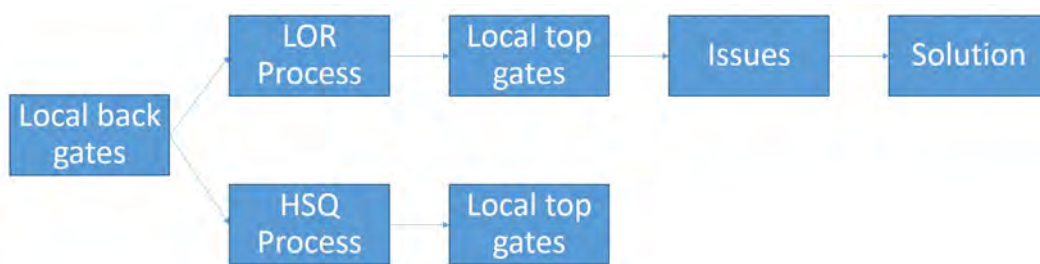 LOR
Process
Local top
gates
Issues
Solution
Local back
gates
HSQ
Process
Local top
gates